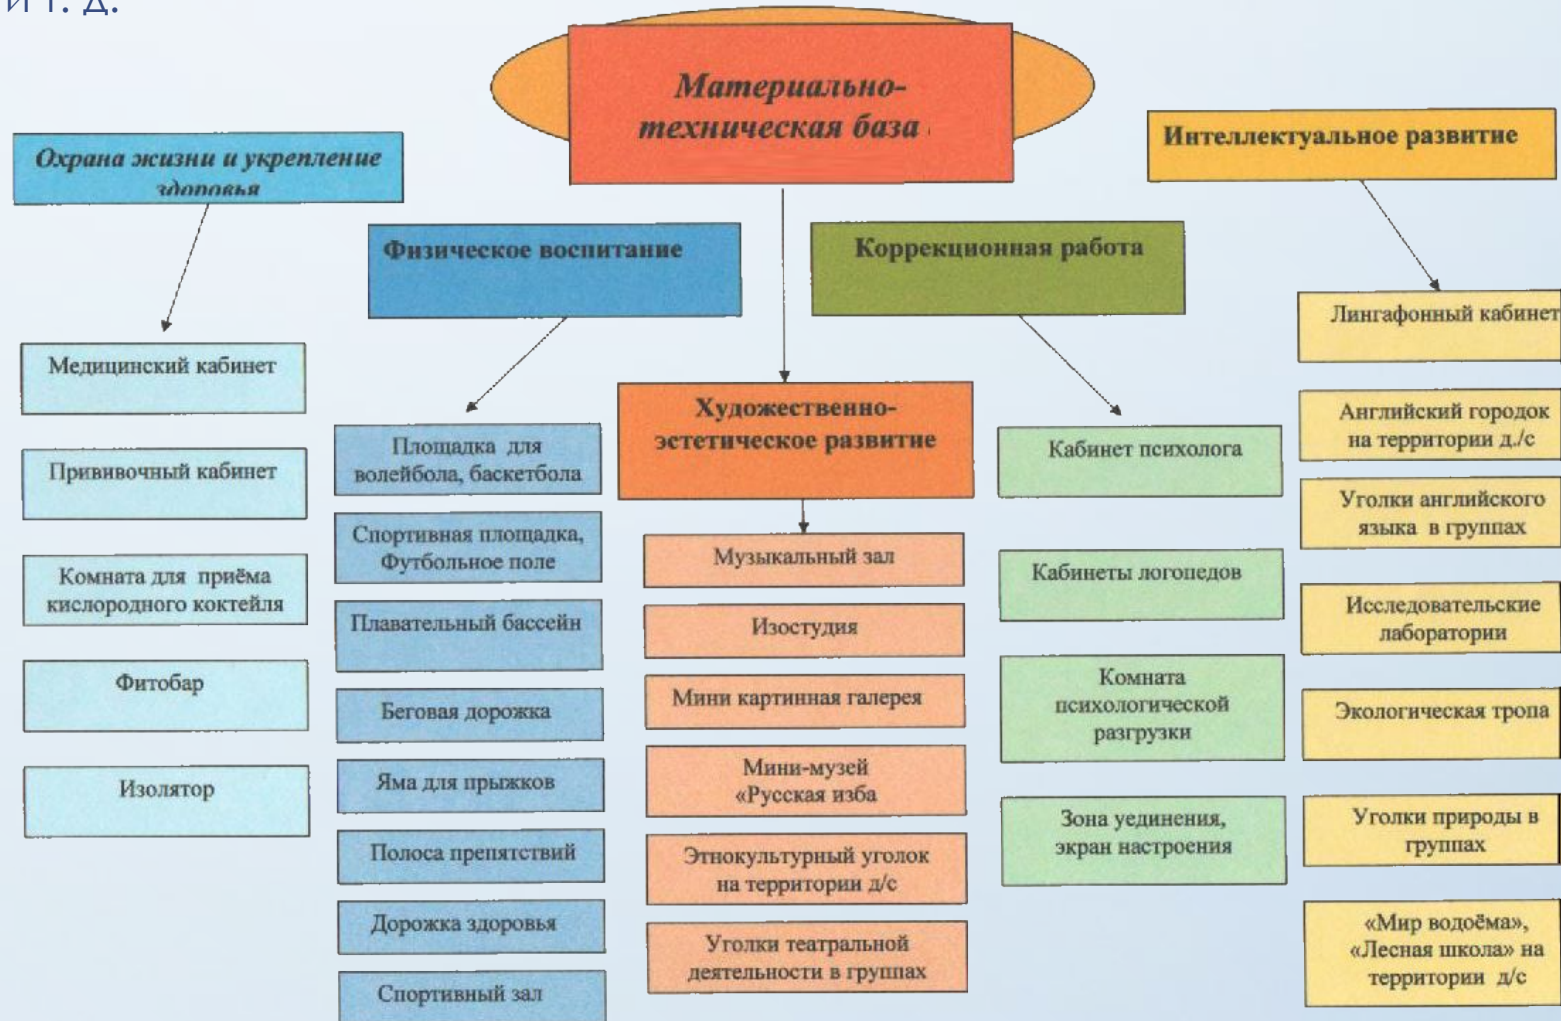 и т. д.
Материально-
техническая база
Охрана жизни и укрепление
здоровья
Интеллектуальное развитие
Физическое воспитание
Коррекционная работа
Художественно-
эстетическое развитие
Медицинский кабинет
Прививочный кабинет
Комната для приёма
кислородного коктейля
Фитобар
Изолятор
Площадка для
волейбола, баскетбола
Спортивная площадка,
Футбольное поле
Плавательный бассейн
Беговая дорожка
Яма для прыжков
Полоса препятствий
Дорожка здоровья
Спортивный зал
Музыкальный зал
Изостудия
Мини картинная галерея
Мини-музей
«Русская изба
Этнокультурный уголок
на территории д/с
Уголки театральной
деятельности в группах
Кабинет психолога
Кабинеты логопедов
Комната
психологической
разгрузки
Зона уединения,
экран настроения
Лингафонный кабинет
Английский городок
на территории д./с
Уголки английского
языка в группах
Исследовательские
лаборатории
Экологическая тропа
Уголки природы в
группах
«Мир водоёма»,
«Лесная школа» на
территории д/с